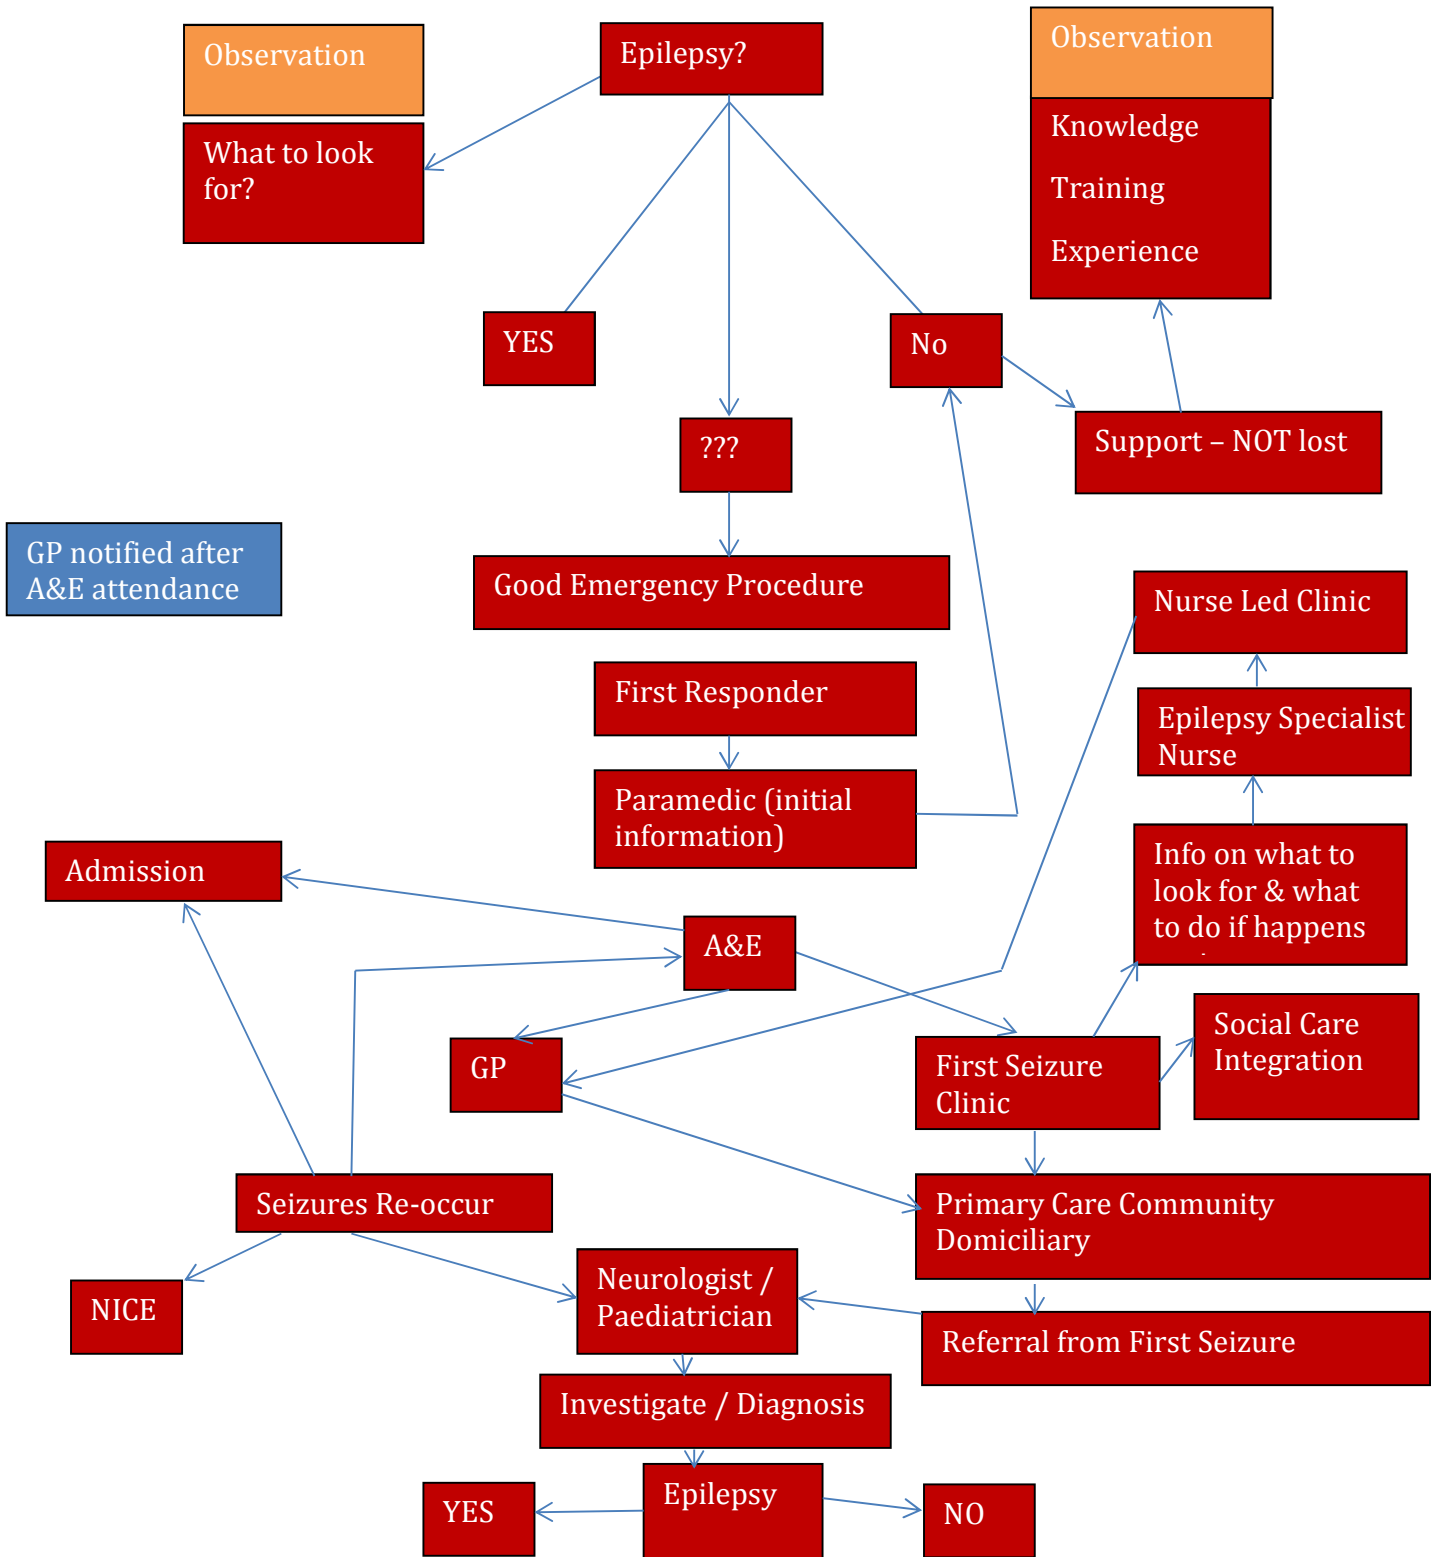 Observation
Epilepsy?
Observation
What to look
for?
Knowledge
Training
Experience
YES
No
???
Support – NOT lost
GP notified after
A&E attendance
Good Emergency Procedure
Nurse Led Clinic
First Responder
Epilepsy Specialist
Nurse
Paramedic (initial
information)
Info on what to
look for & what
to do if happens
Admission
A&E
Social Care
Integration
GP
First Seizure
Clinic
Seizures Re-occur
Primary Care Community
Domiciliary
Neurologist /
Paediatrician
NICE
Referral from First Seizure
Investigate / Diagnosis
Epilepsy
YES
NO